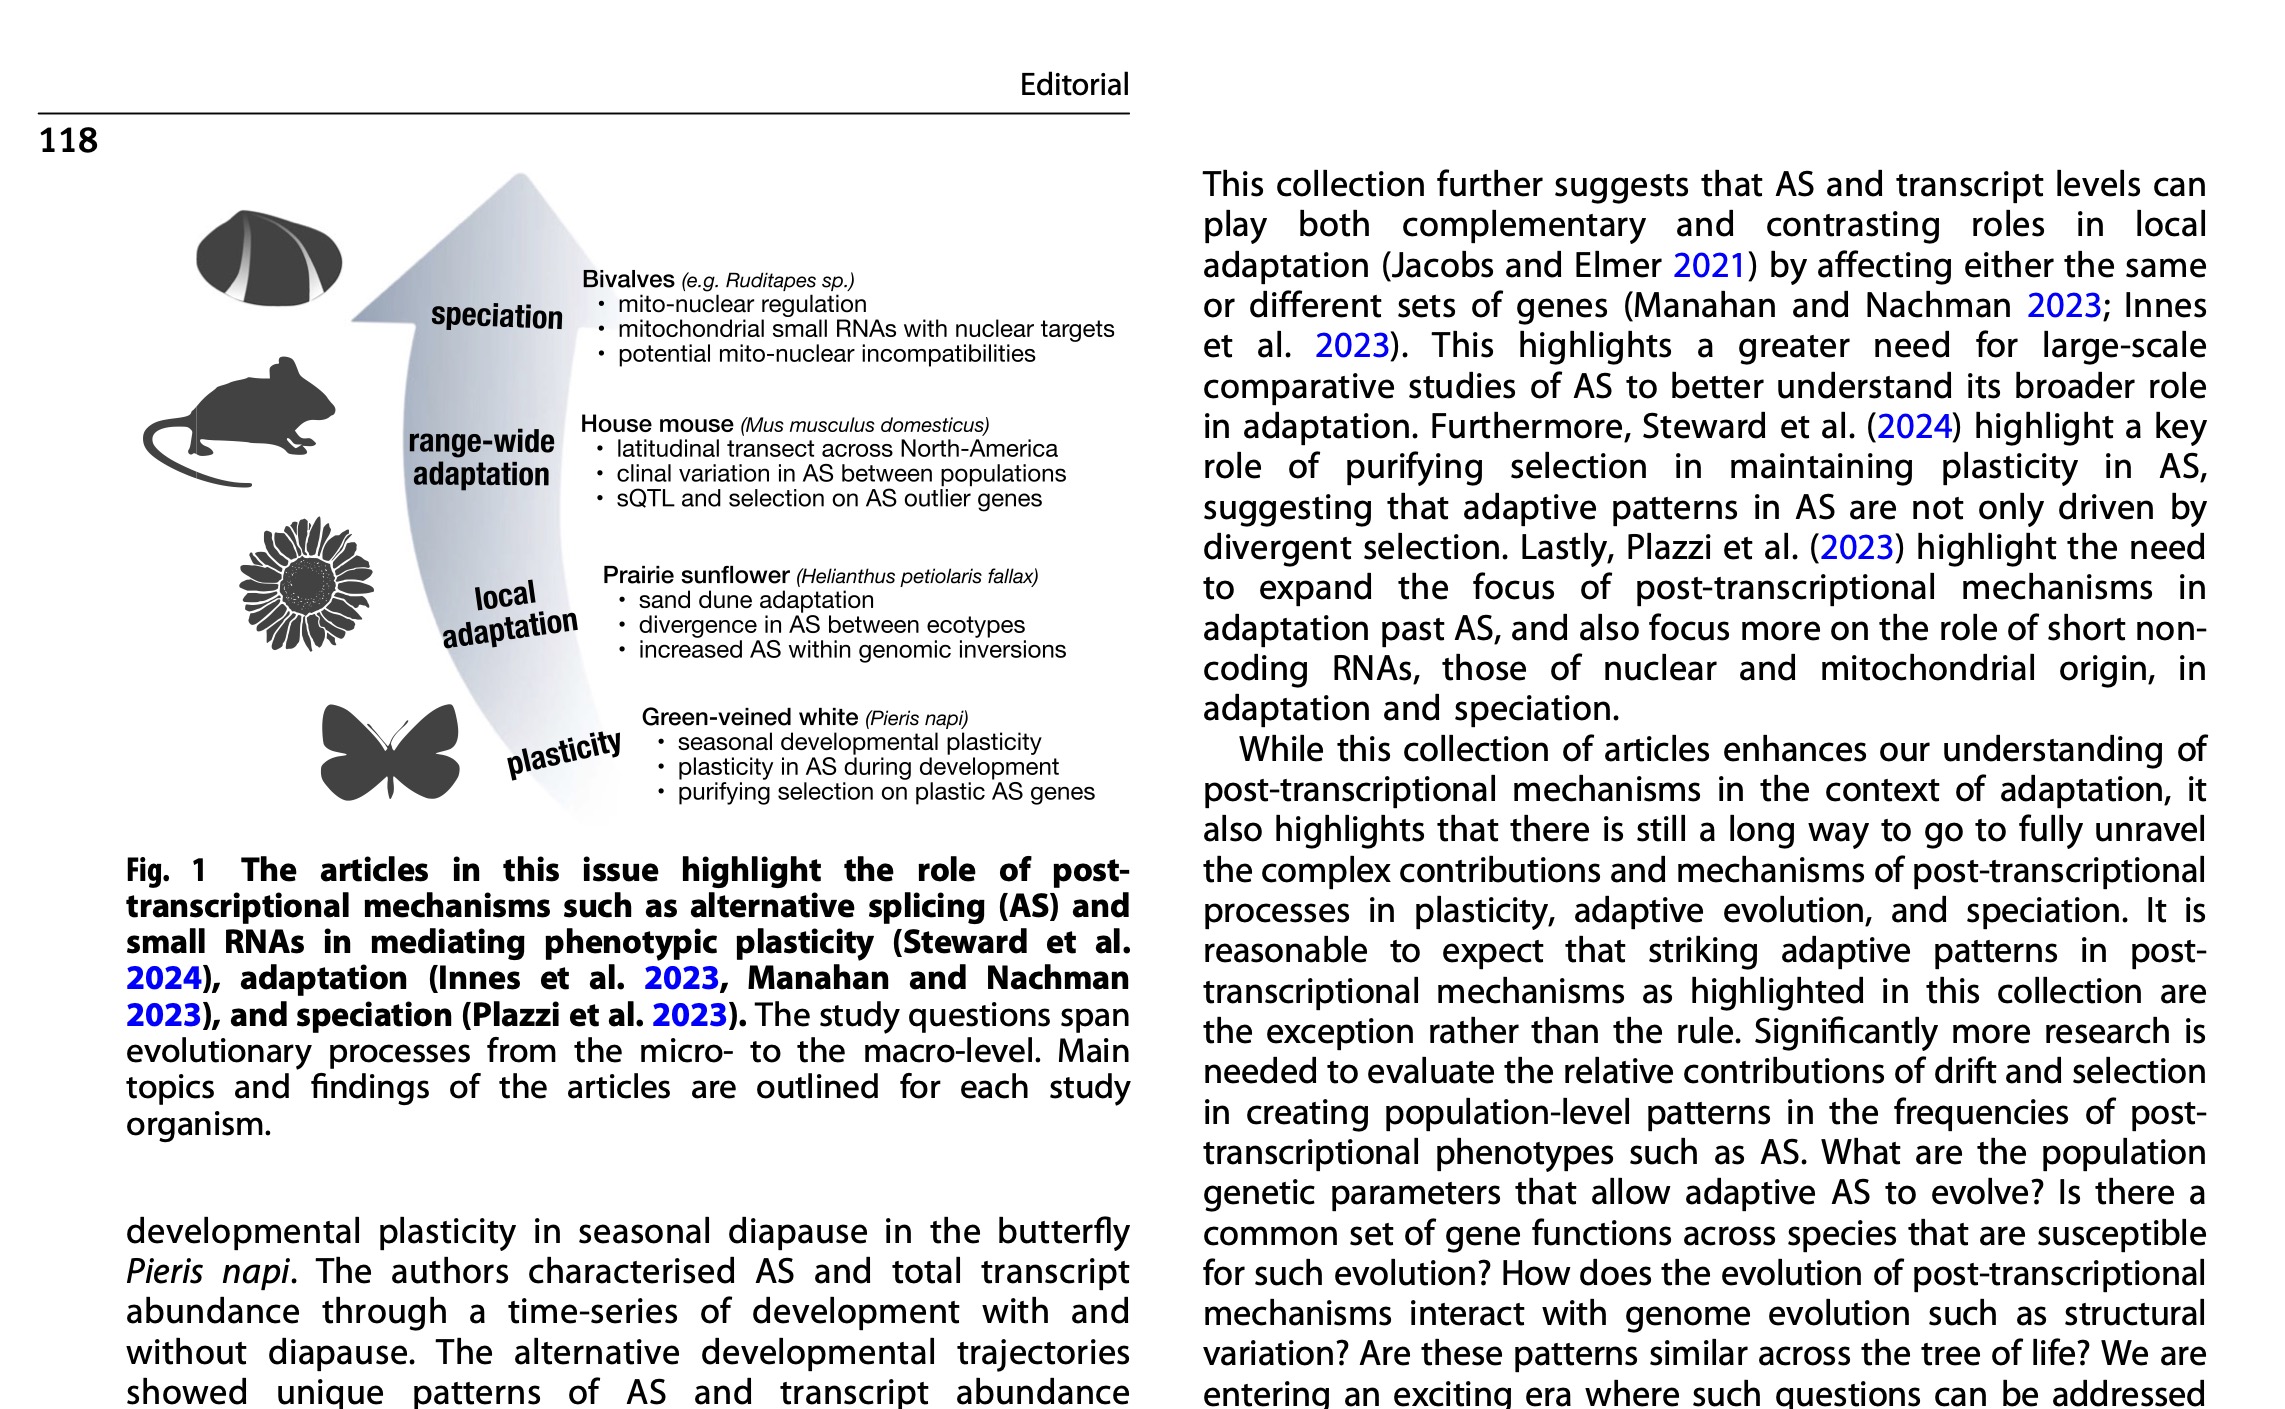 Editorial
118
speciation
Bivalves (e.g. Ruditapes sp.)
• mito-nuclear regulation
• mitochondrial small RNAs with nuclear targets
• potential mito-nuclear incompatibilities
range-wide
adaptation
House mouse (Mus musculus domesticus)
• latitudinal transect across North-America
• clinal variation in AS between populations
• sQTL and selection on AS outlier genes
local
adaptation
Prairie sunflower (Helianthus petiolaris fallax)
• sand dune adaptation
• divergence in AS between ecotypes
• increased AS within genomic inversions
plasticity
Green-veined white (Pieris napi)
• seasonal developmental plasticity
• plasticity in AS during development
• purifying selection on plastic AS genes
Fig. 1 The articles in this issue highlight the role of post-
transcriptional mechanisms such as alternative splicing (AS) and
small RNAs in mediating phenotypic plasticity (Steward et al.
2024), adaptation (Innes et al. 2023, Manahan and Nachman
2023), and speciation (Plazzi et al. 2023). The study questions span
evolutionary processes from the micro- to the macro-level. Main
topics and findings of the articles are outlined for each study
organism.
developmental plasticity in seasonal diapause in the butterfly
Pieris napi. The authors characterised AS and total transcript
abundance through a time-series of development with and
without diapause. The alternative developmental trajectories
showed unique patterns of AS and transcript abundance
This collection further suggests that AS and transcript levels can
play both complementary and contrasting roles in local
adaptation (Jacobs and Elmer 2021) by affecting either the same
or different sets of genes (Manahan and Nachman 2023; Innes
et al. 2023). This highlights a greater need for large-scale
comparative studies of AS to better understand its broader role
in adaptation. Furthermore, Steward et al. (2024) highlight a key
role of purifying selection in maintaining plasticity in AS,
suggesting that adaptive patterns in AS are not only driven by
divergent selection. Lastly, Plazzi et al. (2023) highlight the need
to expand the focus of post-transcriptional mechanisms in
adaptation past AS, and also focus more on the role of short non-
coding RNAs, those of nuclear and mitochondrial origin, in
adaptation and speciation.
While this collection of articles enhances our understanding of
post-transcriptional mechanisms in the context of adaptation, it
also highlights that there is still a long way to go to fully unravel
the complex contributions and mechanisms of post-transcriptional
processes in plasticity, adaptive evolution, and speciation. It is
reasonable to expect that striking adaptive patterns in post-
transcriptional mechanisms as highlighted in this collection are
the exception rather than the rule. Significantly more research is
needed to evaluate the relative contributions of drift and selection
in creating population-level patterns in the frequencies of post-
transcriptional phenotypes such as AS. What are the population
genetic parameters that allow adaptive AS to evolve? Is there a
common set of gene functions across species that are susceptible
for such evolution? How does the evolution of post-transcriptional
mechanisms interact with genome evolution such as structural
variation? Are these patterns similar across the tree of life? We are
entering an exciting era where such questions can be addressed